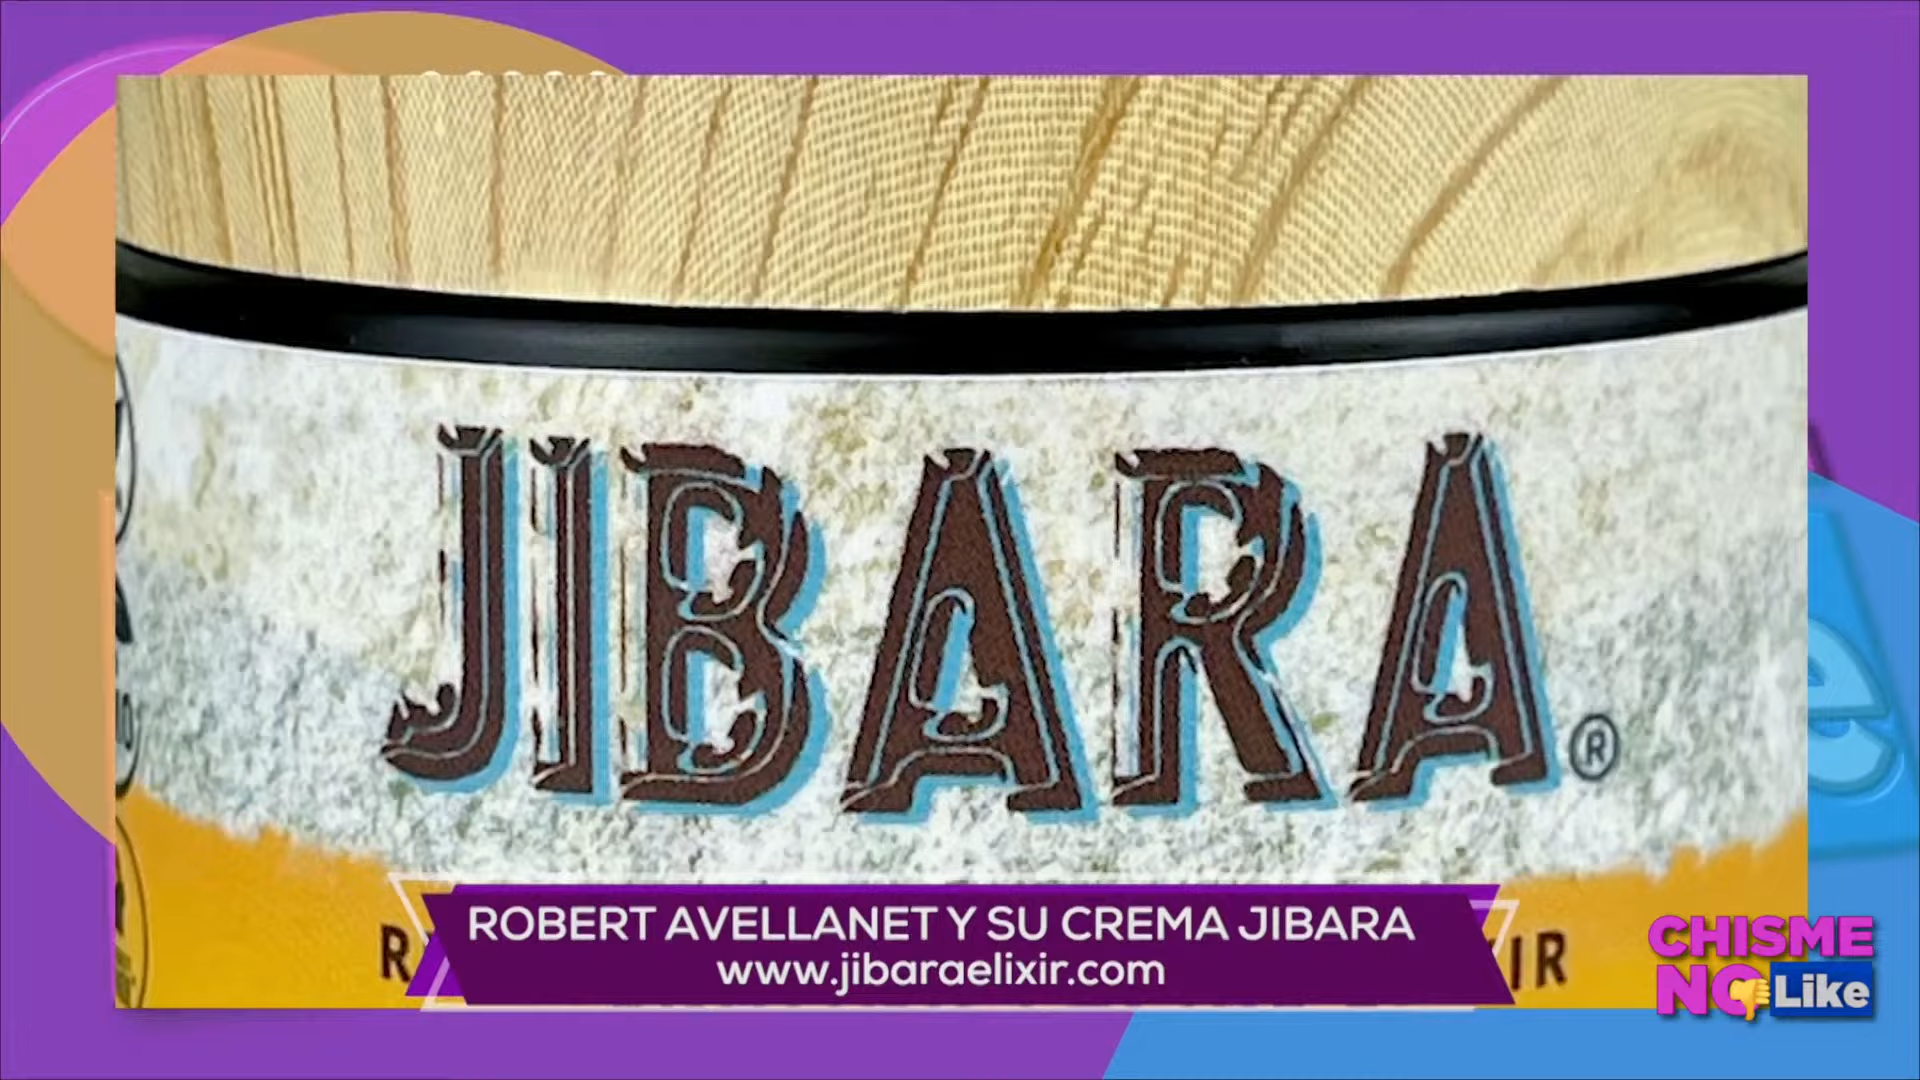 JIBARA®
ROBERT AVELLANET Y SU CREMA JIBARA
www.jibaraelixir.com
CHISME
NO Like